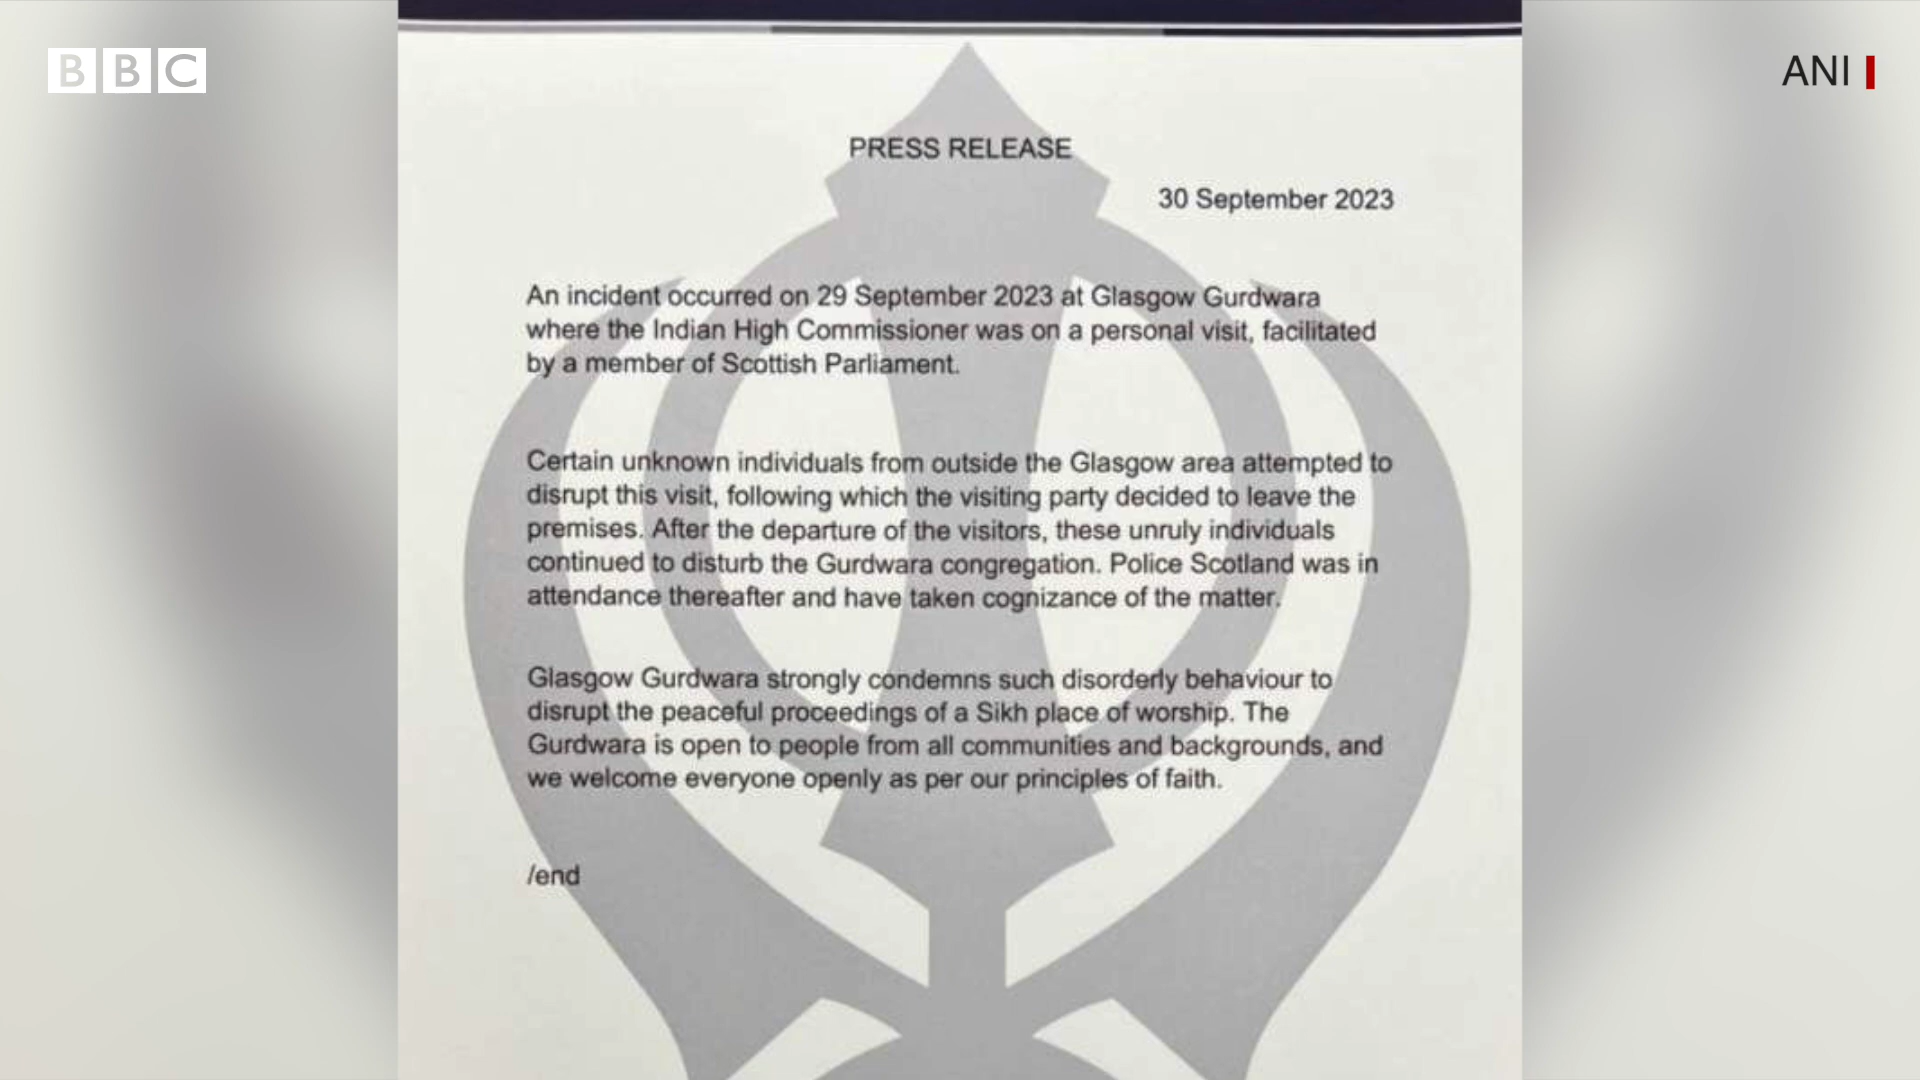 BBC
ANI
PRESS RELEASE
30 September 2023
An incident occurred on 29 September 2023 at Glasgow Gurdwara
where the Indian High Commissioner was on a personal visit, facilitated
by a member of Scottish Parliament.
Certain unknown individuals from outside the Glasgow area attempted to
disrupt this visit, following which the visiting party decided to leave the
premises. After the departure of the visitors, these unruly individuals
continued to disturb the Gurdwara congregation. Police Scotland was in
attendance thereafter and have taken cognizance of the matter.
Glasgow Gurdwara strongly condemns such disorderly behaviour to
disrupt the peaceful proceedings of a Sikh place of worship. The
Gurdwara is open to people from all communities and backgrounds, and
we welcome everyone openly as per our principles of faith.
/end